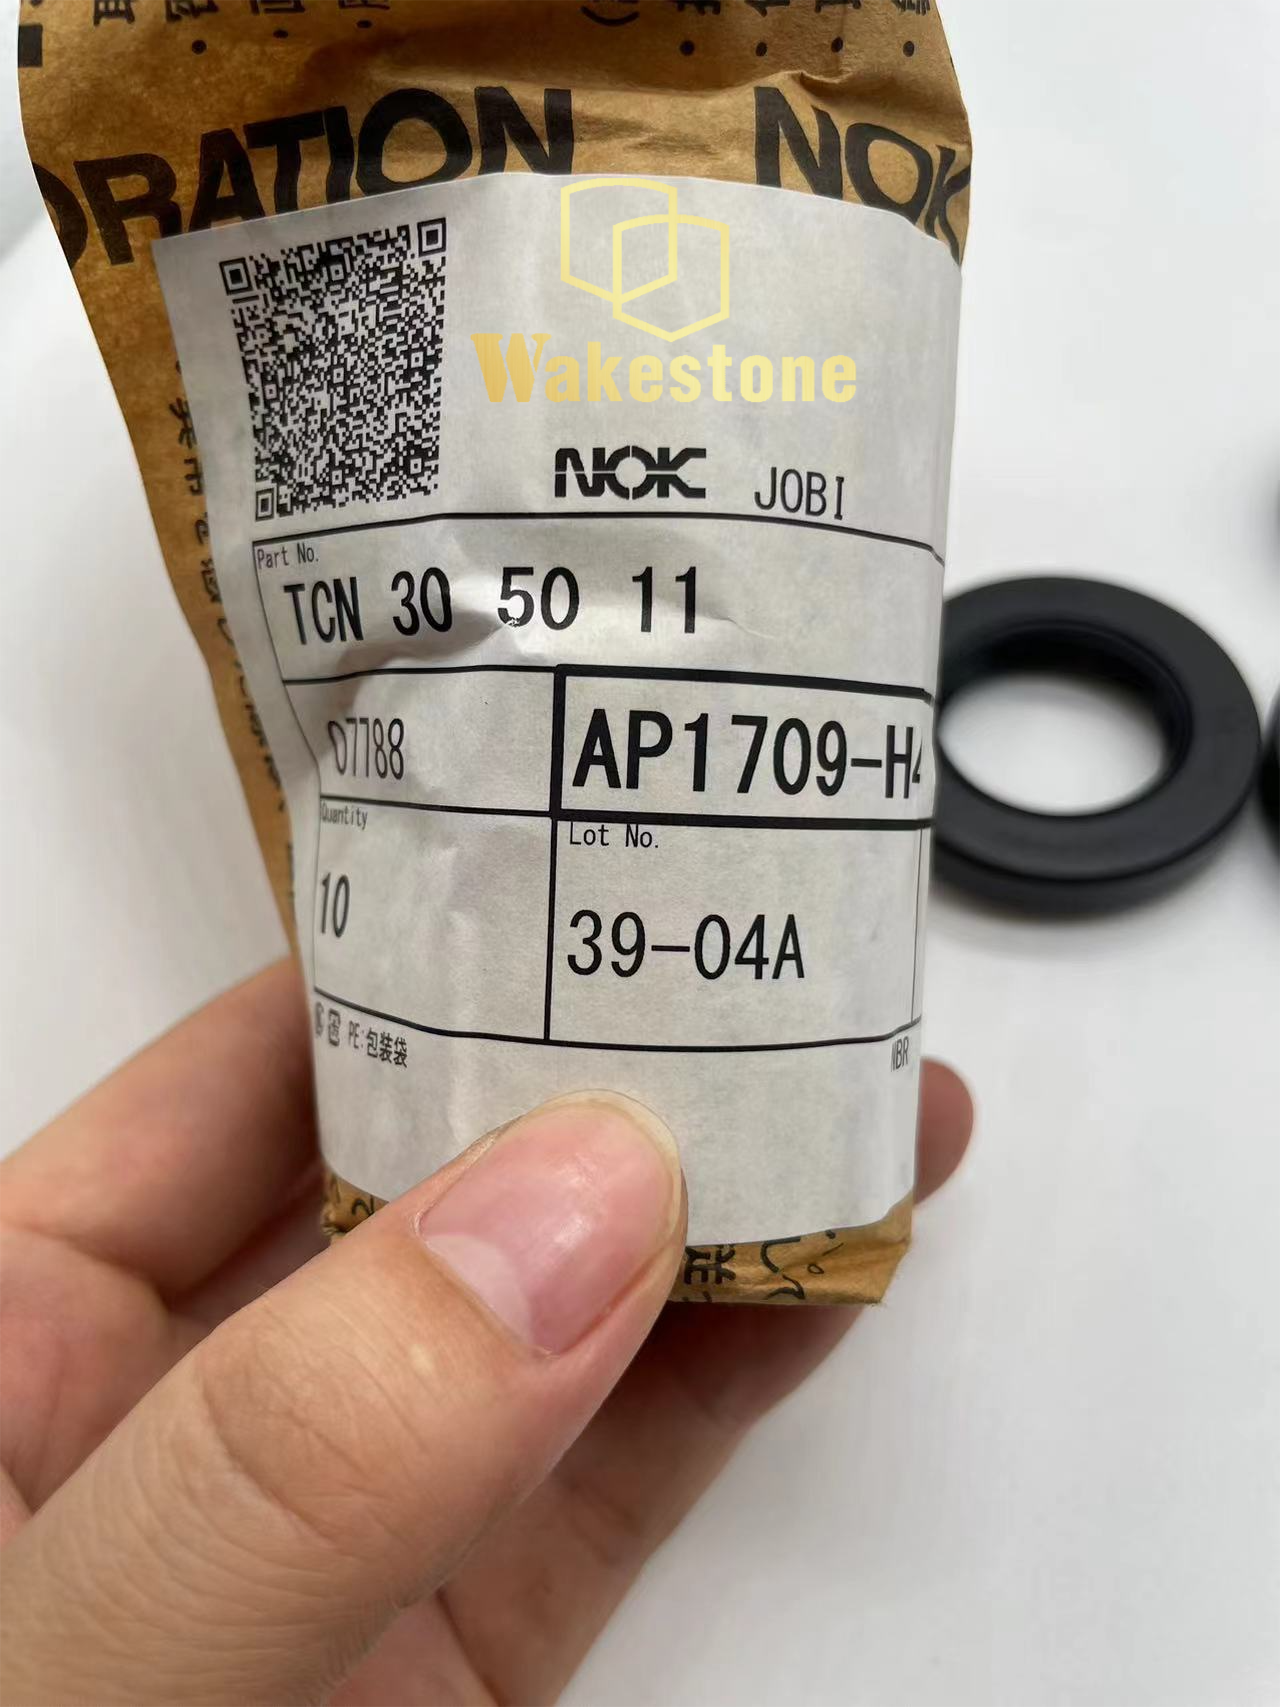 ORATION NOK
Wakestone
NOK JOBI
Part No.
TCN 30 50 11
07788
AP1709-H4
Quantity
10
Lot No.
39-04A
PE:包装袋
NBR